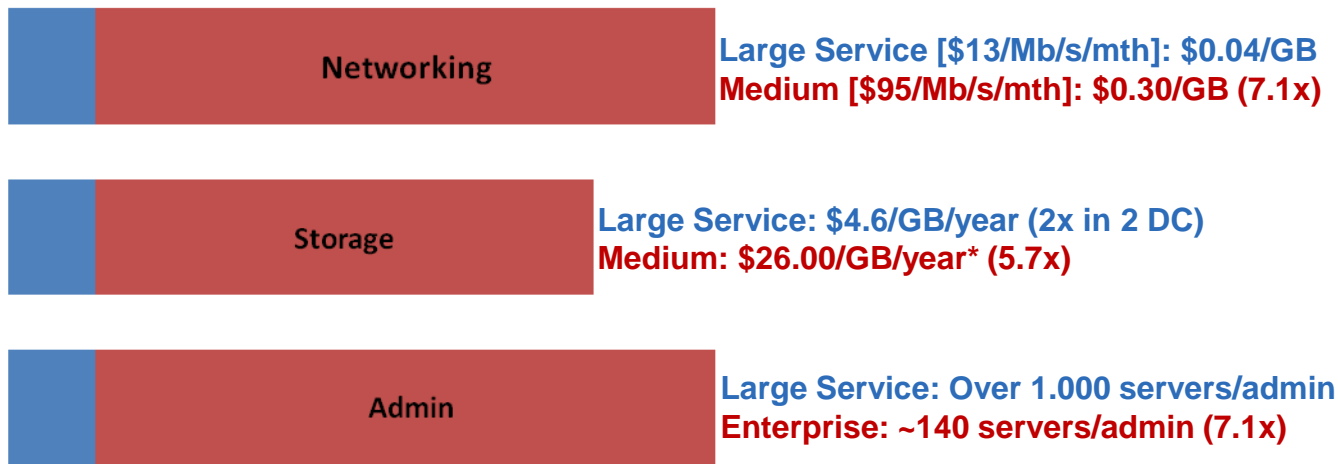 Networking
Large Service [$13/Mb/s/mth]: $0.04/GB
Medium [$95/Mb/s/mth]: $0.30/GB (7.1x)
Storage
Large Service: $4.6/GB/year (2x in 2 DC)
Medium: $26.00/GB/year* (5.7x)
Admin
Large Service: Over 1.000 servers/admin
Enterprise: ~140 servers/admin (7.1x)